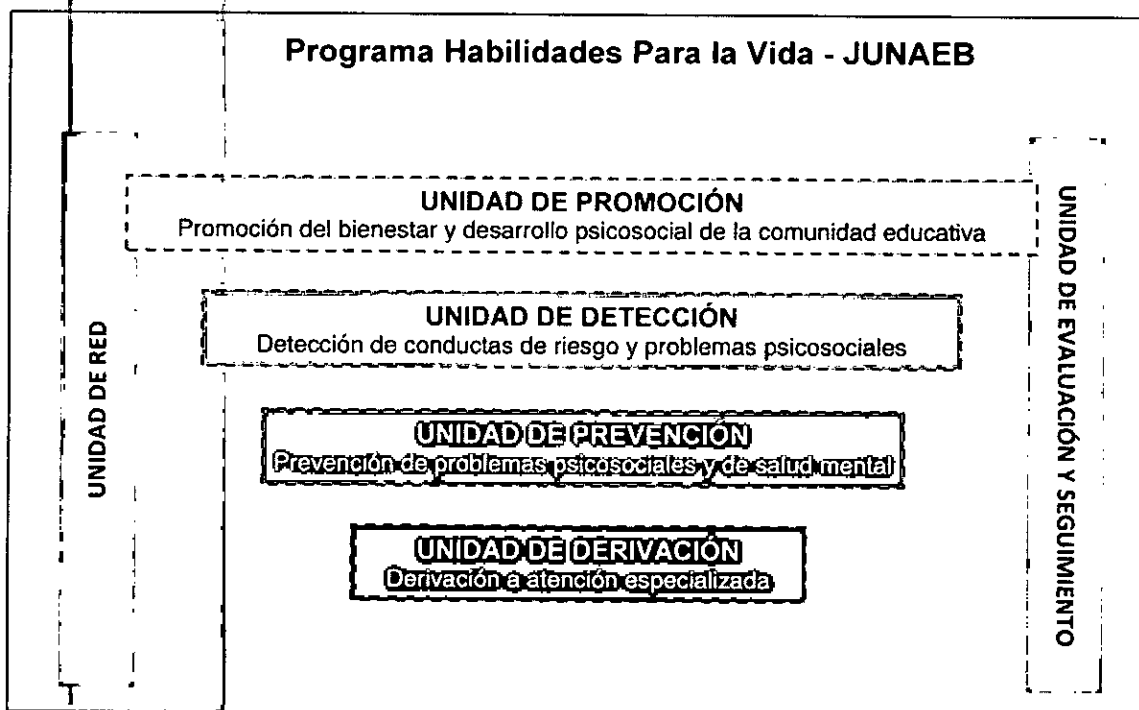 Programa Habilidades Para la Vida - JUNAEB
UNIDAD DE RED
UNIDAD DE PROMOCIÓN
Promoción del bienestar y desarrollo psicosocial de la comunidad educativa
UNIDAD DE DETECCIÓN
Detección de conductas de riesgo y problemas psicosociales
UNIDAD DE PREVENCIÓN
Prevención de problemas psicosociales y de salud mental
UNIDAD DE DERIVACIÓN
Derivación a atención especializada
UNIDAD DE EVALUACIÓN Y SEGUIMIENTO